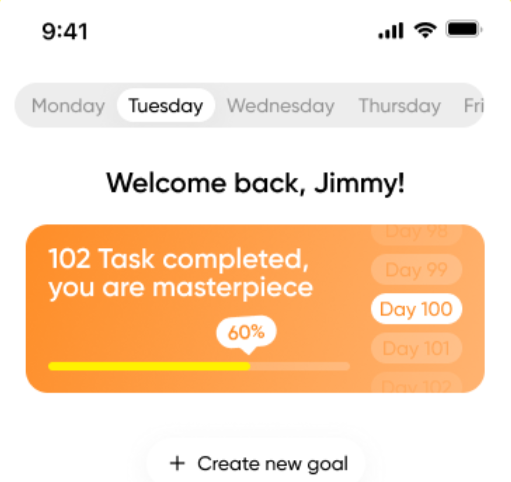 9:41
Monday Tuesday Wednesday Thursday Fri
Welcome back, Jimmy!
102 Task completed,
you are masterpiece
60%
Day 98
Day 99
Day 100
Day 101
Day 102
+ Create new goal